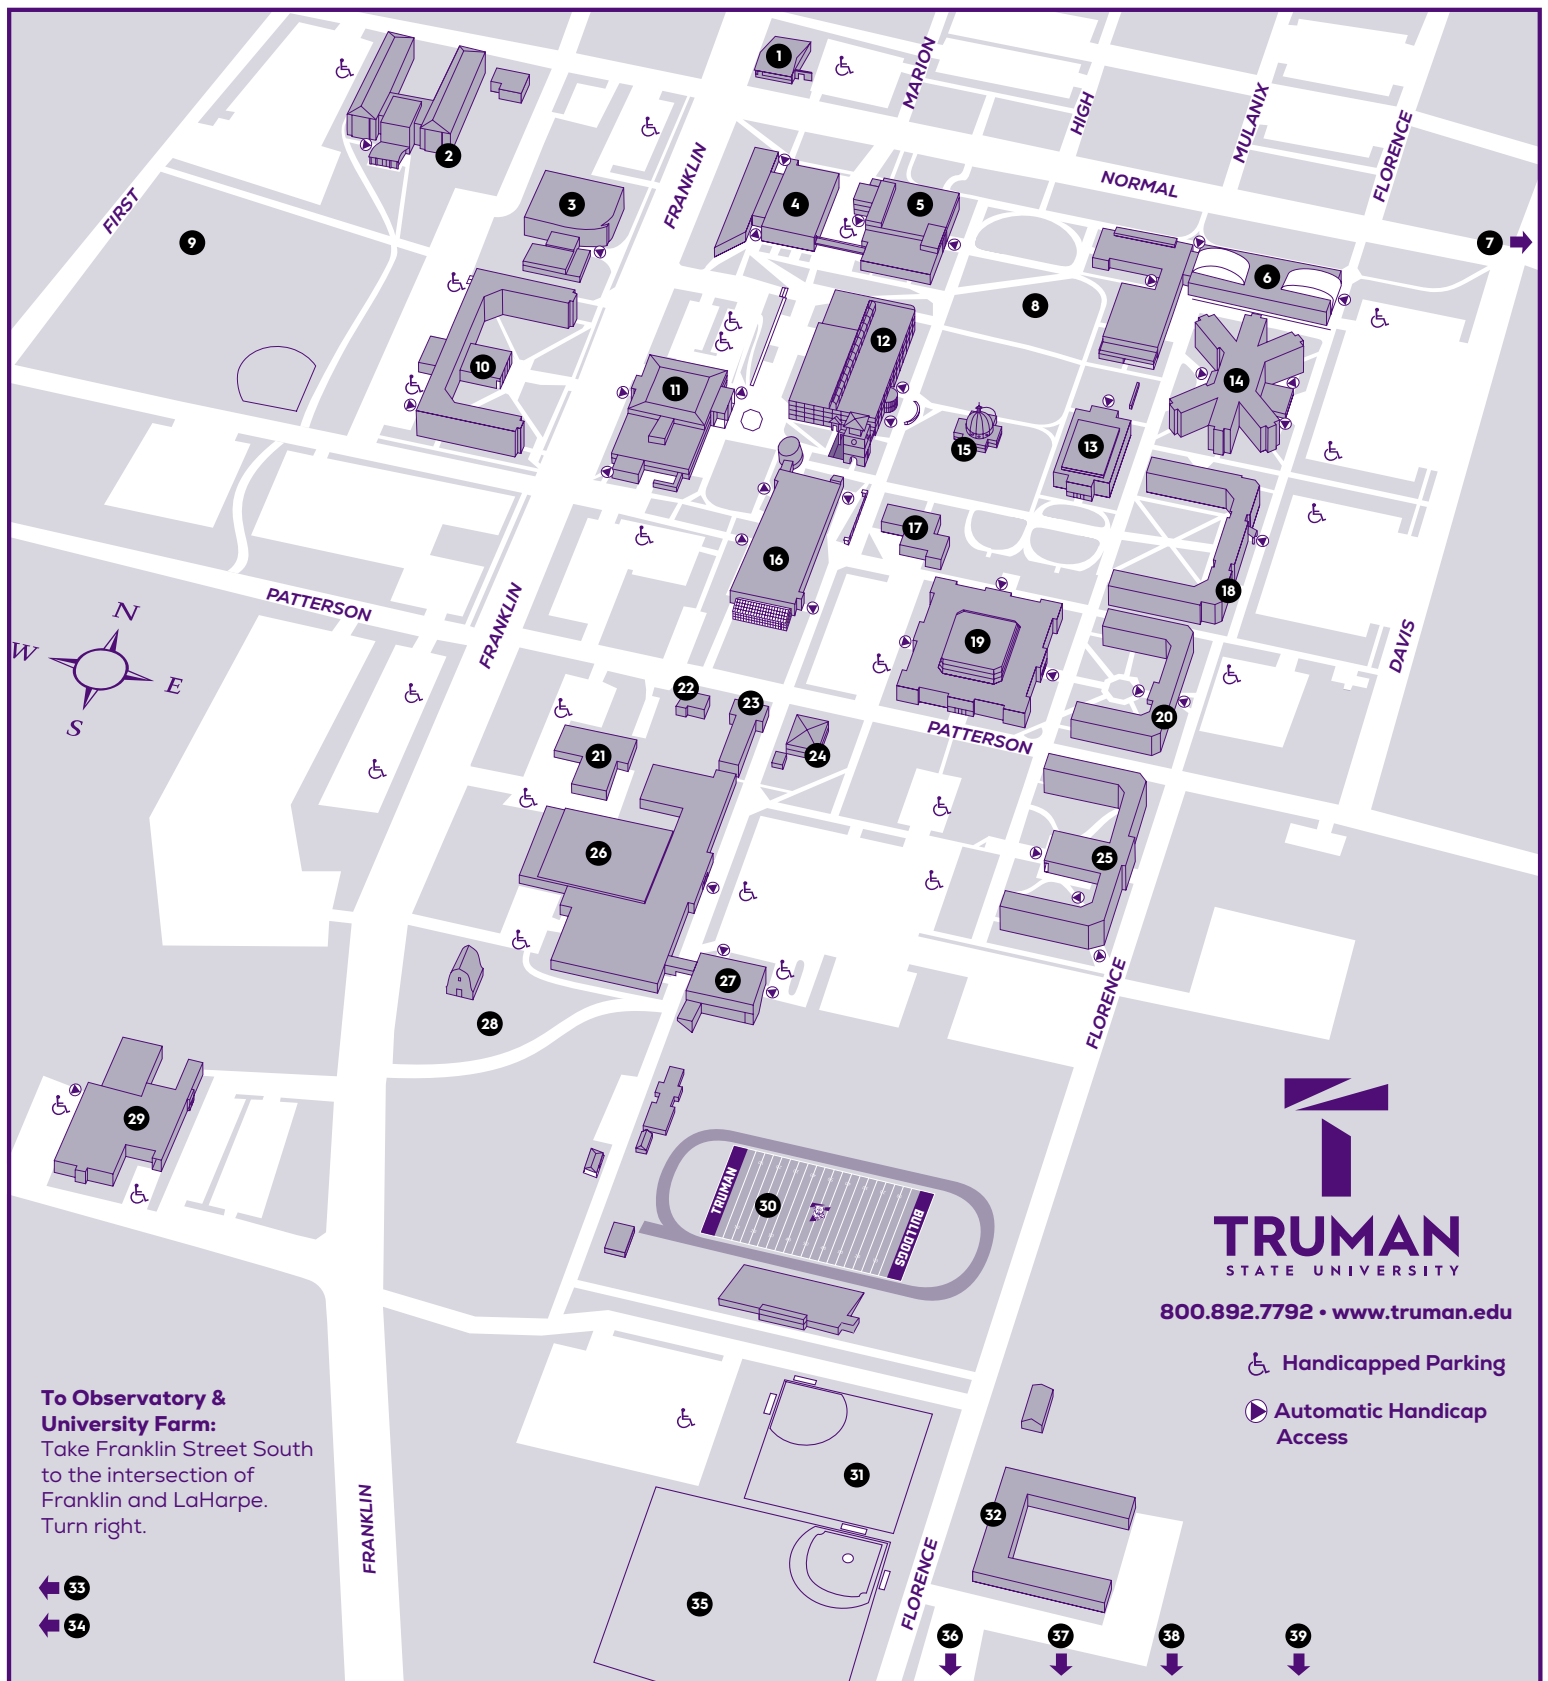 1
MARION
HIGH
MULANIX
FLORENCE
2
FRANKLIN
NORMAL
FIRST
3
4
5
9
6
7
8
10
11
12
14
13
15
17
16
18
PATTERSON
FRANKLIN
DAVIS
N
W
E
S
19
22
23
20
21
24
PATTERSON
26
25
27
28
FLORENCE
29
TRUMAN
30
BULLDOGS
TRUMAN
STATE UNIVERSITY
800.892.7792 • www.truman.edu
Handicapped Parking
Automatic Handicap
Access
To Observatory &
University Farm:
Take Franklin Street South
to the intersection of
Franklin and LaHarpe.
Turn right.
FRANKLIN
31
32
FLORENCE
33
34
35
36
37
38
39